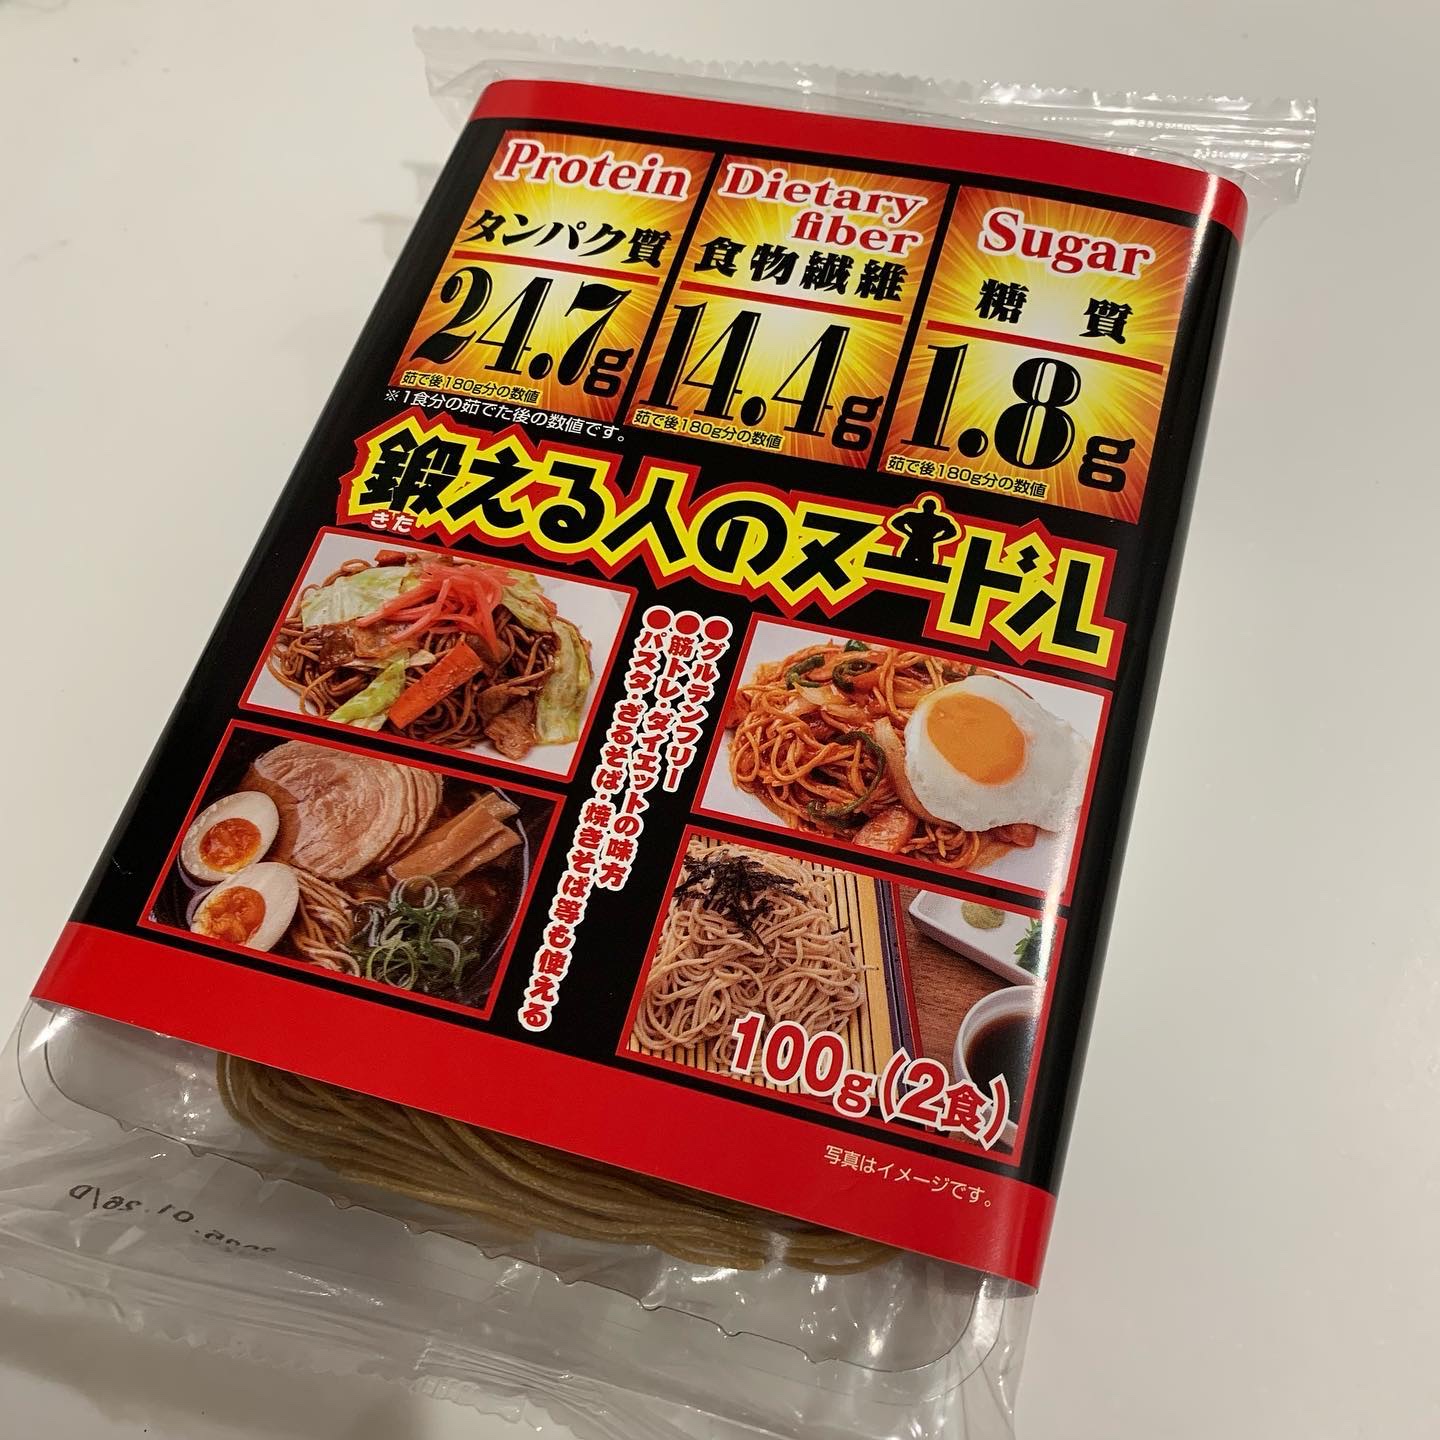 Protein
タンパク質
24.7g
茹で後180g分の数値
Dietary
fiber
食物繊維
14.4g
茹で後180g分の数値
Sugar
糖質
1.8g
茹で後180g分の数値
※1食分の茹でた後の数値です。
鍛える人のヌードル
きた
●グルテンフリー
●筋トレ・ダイエットの味方
●パスタ・ざるそば・焼きそば等も使える
100g(2食)
写真はイメージです。